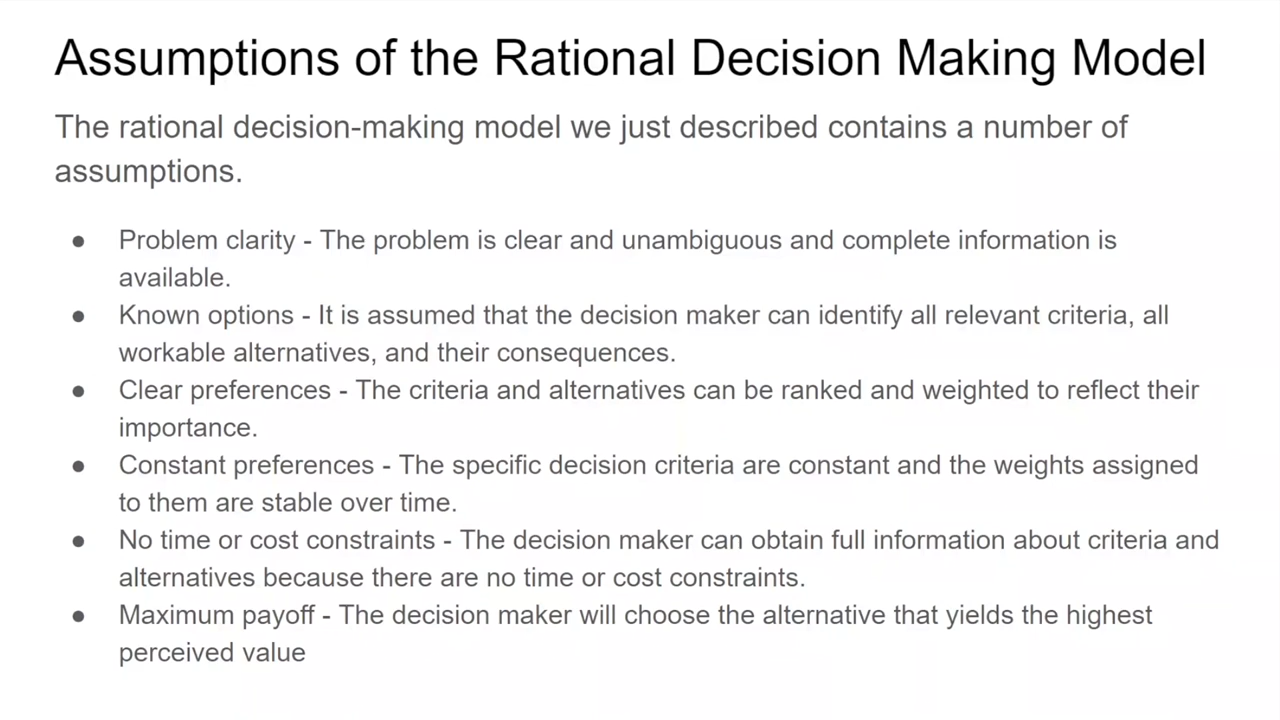 Assumptions of the Rational Decision Making Model
The rational decision-making model we just described contains a number of
assumptions.
● Problem clarity - The problem is clear and unambiguous and complete information is
available.
● Known options - It is assumed that the decision maker can identify all relevant criteria, all
workable alternatives, and their consequences.
● Clear preferences - The criteria and alternatives can be ranked and weighted to reflect their
importance.
● Constant preferences - The specific decision criteria are constant and the weights assigned
to them are stable over time.
● No time or cost constraints - The decision maker can obtain full information about criteria and
alternatives because there are no time or cost constraints.
● Maximum payoff - The decision maker will choose the alternative that yields the highest
perceived value